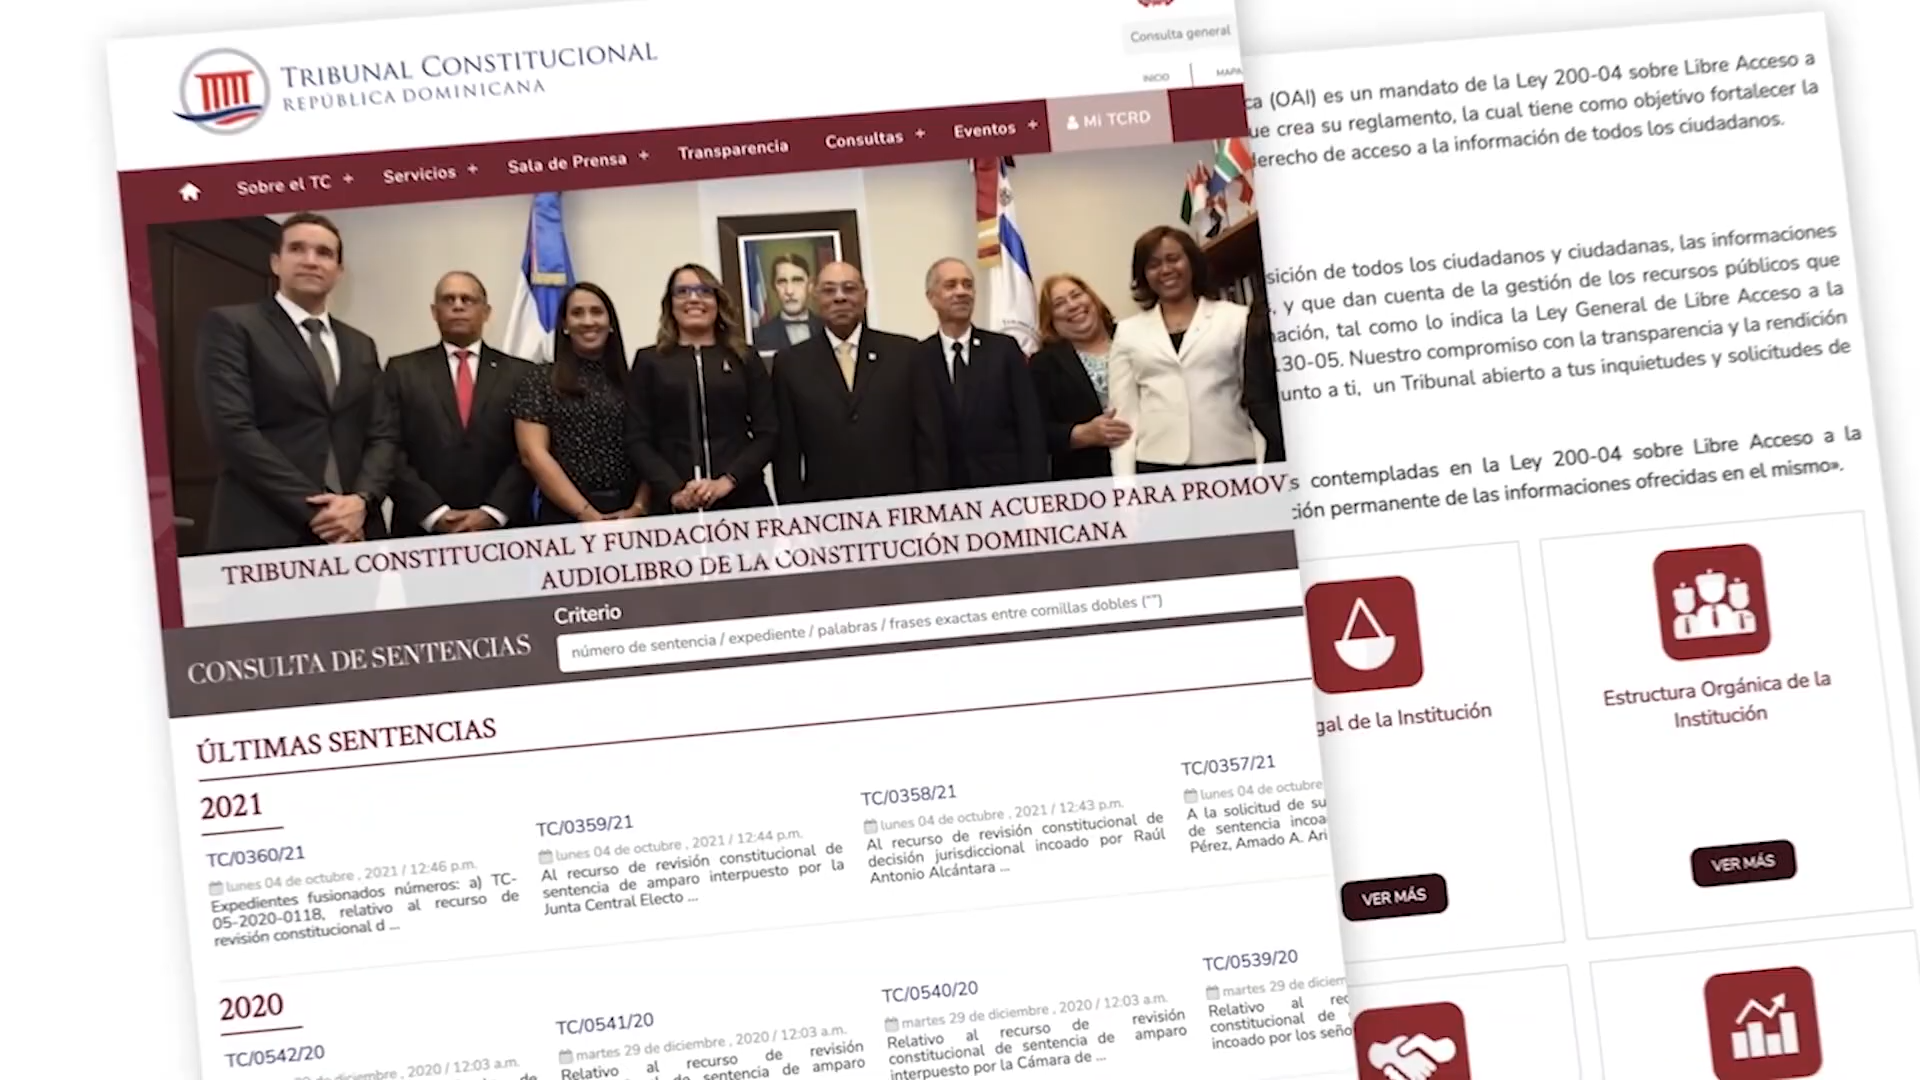 TRIBUNAL CONSTITUCIONAL
REPÚBLICA DOMINICANA
Consulta general
INICIO
MAPA
Sobre el TC +
Servicios +
Sala de Prensa +
Transparencia
Consultas +
Eventos +
Mi TCRD
TRIBUNAL CONSTITUCIONAL Y FUNDACIÓN FRANCINA FIRMAN ACUERDO PARA PROMOV
AUDIOLIBRO DE LA CONSTITUCIÓN DOMINICANA
CONSULTA DE SENTENCIAS
Criterio
número de sentencia / expediente / palabras / frases exactas entre comillas dobles ("")
ÚLTIMAS SENTENCIAS
2021
TC/0360/21
lunes 04 de octubre , 2021 / 12:46 p.m.
Expedientes fusionados números: a) TC-
05-2020-0118, relativo al recurso de
revisión constitucional d ...
TC/0359/21
lunes 04 de octubre , 2021 / 12:44 p.m.
Al recurso de revisión constitucional de
sentencia de amparo interpuesto por la
Junta Central Electo ...
TC/0358/21
lunes 04 de octubre , 2021 / 12:43 p.m.
Al recurso de revisión constitucional de
decisión jurisdiccional incoado por Raúl
Antonio Alcántara ...
TC/0357/21
lunes 04 de octubre
A la solicitud de su
de sentencia incoa
Pérez, Amado A. Ari
2020
TC/0542/20
diciembre , 2020 / 12:03 a.m.
TC/0541/20
martes 29 de diciembre , 2020 / 12:03 a.m.
Relativo al recurso de revisión
sentencia de amparo
TC/0540/20
martes 29 de diciembre , 2020 / 12:03 a.m.
Relativo al recurso de revisión
constitucional de sentencia de amparo
interpuesto por la Cámara de ...
TC/0539/20
martes 29 de diciem
Relativo al rec
constitucional de
incoado por los seño
ca (OAI) es un mandato de la Ley 200-04 sobre Libre Acceso a
ue crea su reglamento, la cual tiene como objetivo fortalecer la
derecho de acceso a la información de todos los ciudadanos.
sición de todos los ciudadanos y ciudadanas, las informaciones
, y que dan cuenta de la gestión de los recursos públicos que
nación, tal como lo indica la Ley General de Libre Acceso a la
130-05. Nuestro compromiso con la transparencia y la rendición
unto a ti, un Tribunal abierto a tus inquietudes y solicitudes de
s contempladas en la Ley 200-04 sobre Libre Acceso a la
ción permanente de las informaciones ofrecidas en el mismo».
gal de la Institución
VER MÁS
Estructura Orgánica de la
Institución
VER MÁS